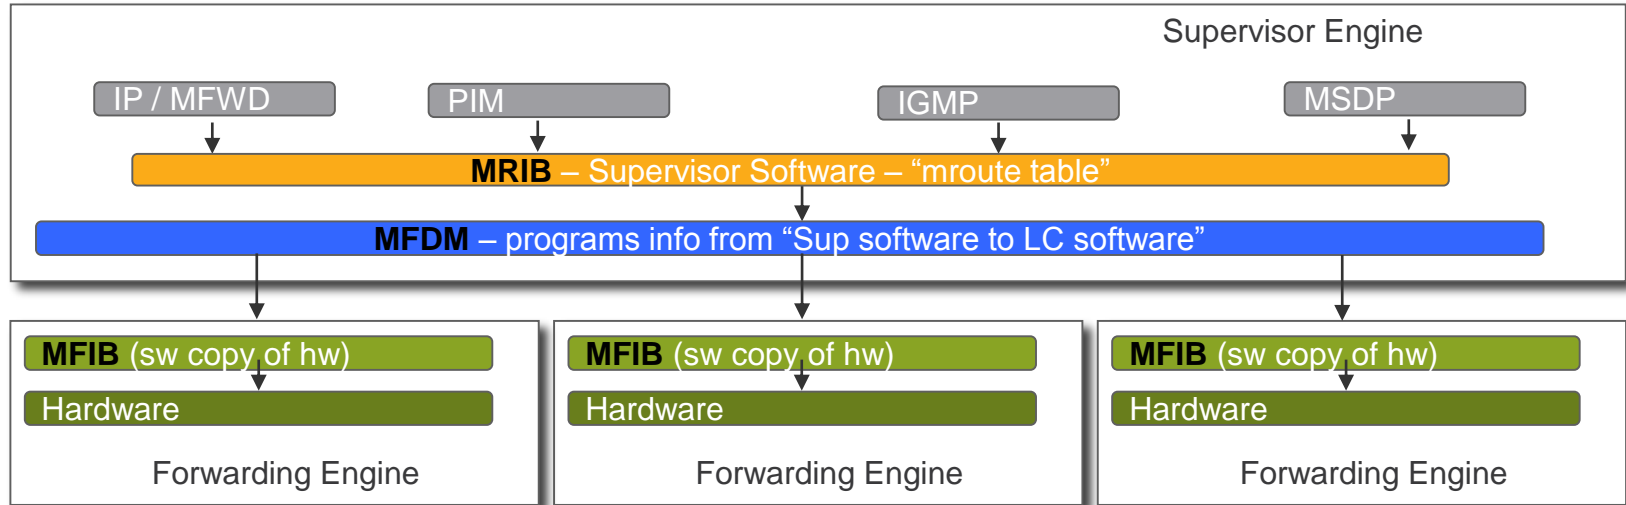 Supervisor Engine
IP / MFWD
PIM
IGMP
MSDP
MRIB – Supervisor Software – “mroute table”
MFDM – programs info from “Sup software to LC software”
MFIB (sw copy of hw)
MFIB (sw copy of hw)
MFIB (sw copy of hw)
Hardware
Hardware
Hardware
Forwarding Engine
Forwarding Engine
Forwarding Engine